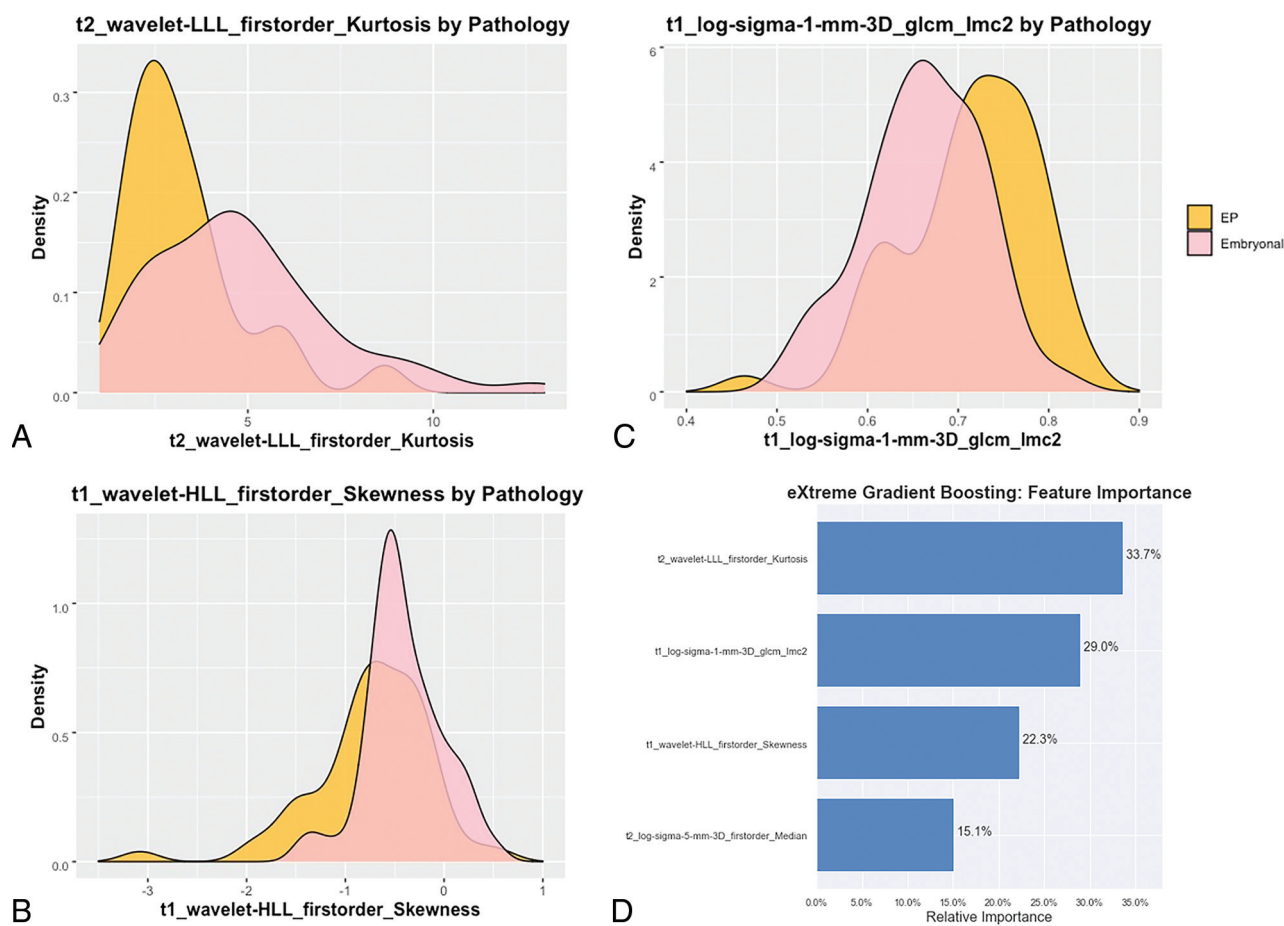 t2_wavelet-LLL_firstorder_Kurtosis by Pathology
Density
0.3
0.2
0.1
0.0
5
10
t2_wavelet-LLL_firstorder_Kurtosis
A
t1_log-sigma-1-mm-3D_glcm_Imc2 by Pathology
Density
6
4
2
0
0.4
0.5
0.6
0.7
0.8
0.9
t1_log-sigma-1-mm-3D_glcm_Imc2
C
EP
Embryonal
t1_wavelet-HLL_firstorder_Skewness by Pathology
Density
1.0
0.5
0.0
-3
-2
-1
0
1
t1_wavelet-HLL_firstorder_Skewness
B
eXtreme Gradient Boosting: Feature Importance
t2_wavelet-LLL_firstorder_Kurtosis
33.7%
t1_log-sigma-1-mm-3D_glcm_Imc2
29.0%
t1_wavelet-HLL_firstorder_Skewness
22.3%
t2_log-sigma-5-mm-3D_firstorder_Median
15.1%
0.0%
5.0%
10.0%
15.0%
20.0%
25.0%
30.0%
35.0%
Relative Importance
D